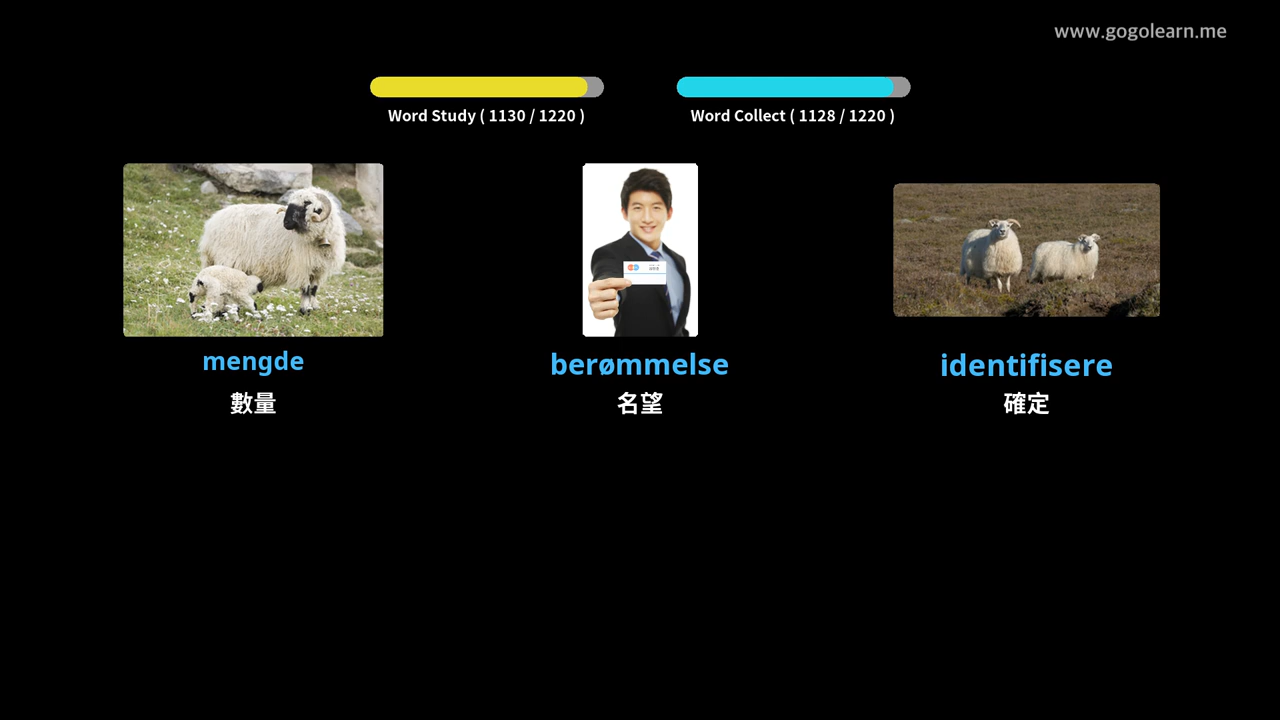 www.gogolearn.me
Word Study ( 1130 / 1220 )
Word Collect ( 1128 / 1220 )
mengde
berømmelse
identifisere
數量
名望
確定